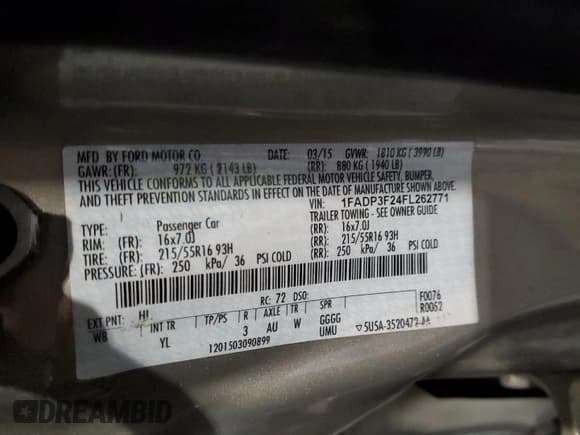 MFD BY FORD MOTOR CO
DATE: 03/15 GVWR: 1810 KG ( 3990 LB)
GAWR: (FR): 972 KG ( 2143 LB) (RR): 880 KG ( 1940 LB)
THIS VEHICLE CONFORMS TO ALL APPLICABLE FEDERAL MOTOR VEHICLE SAFETY, BUMPER,
AND THEFT PREVENTION STANDARDS IN EFFECT ON THE DATE OF MANUFACTURE SHOWN ABOVE
VIN: 1FADP3F24FL262771
TYPE: Passenger Car TRAILER TOWING - SEE OWNER GUIDE
RIM: (FR) 16x7.0J (RR): 16x7.0J
TIRE: (FR): 215/55R16 93H (RR): 215/55R16 93H
PRESSURE: (FR): 250 kPa/ 36 PSI COLD (RR): 250 kPa/ 36 PSI COLD
RC: 72 DSO:
F0076
R0052
EXT PNT: HL
WB INT TR TP/PS R AXLE TR SPR
YL 3 AU W GGGG
UMU
▽5U5A-3520472-AA
1201503090899
DREAMBID